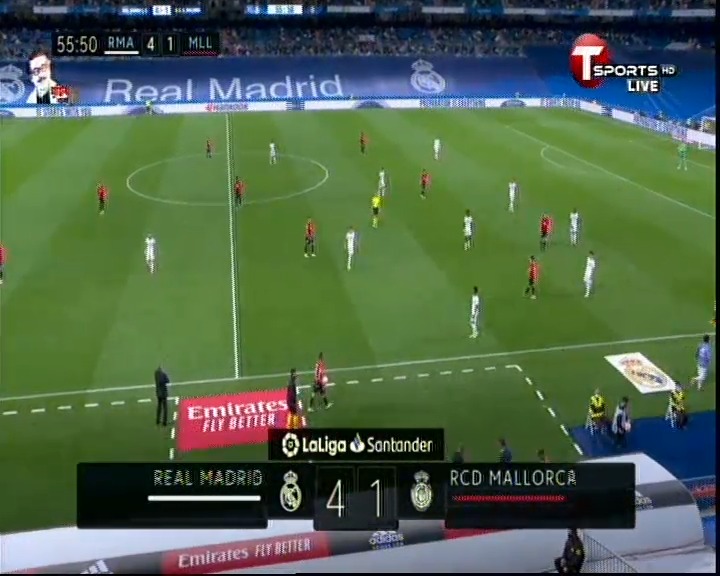 55:50 RMA 4 1 MLL
T SPORTS HD
LIVE
Real Madrid
Emirates
FLY BETTER
LaLiga Santander
REAL MADRID 4 1 RCD MALLORCA
adidas
Emirates FLY BETTER